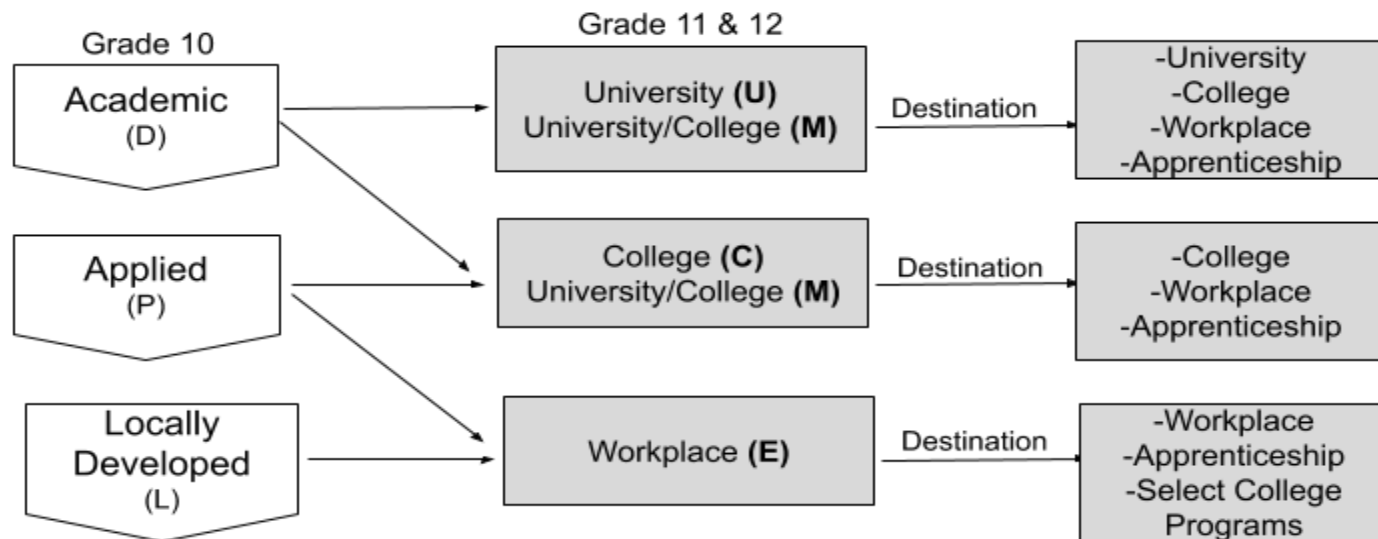 Grade 10
Grade 11 & 12
Academic
(D)
University (U)
University/College (M)
Destination
-University
-College
-Workplace
-Apprenticeship
Applied
(P)
College (C)
University/College (M)
Destination
-College
-Workplace
-Apprenticeship
Locally
Developed
(L)
Workplace (E)
Destination
-Workplace
-Apprenticeship
-Select College
Programs